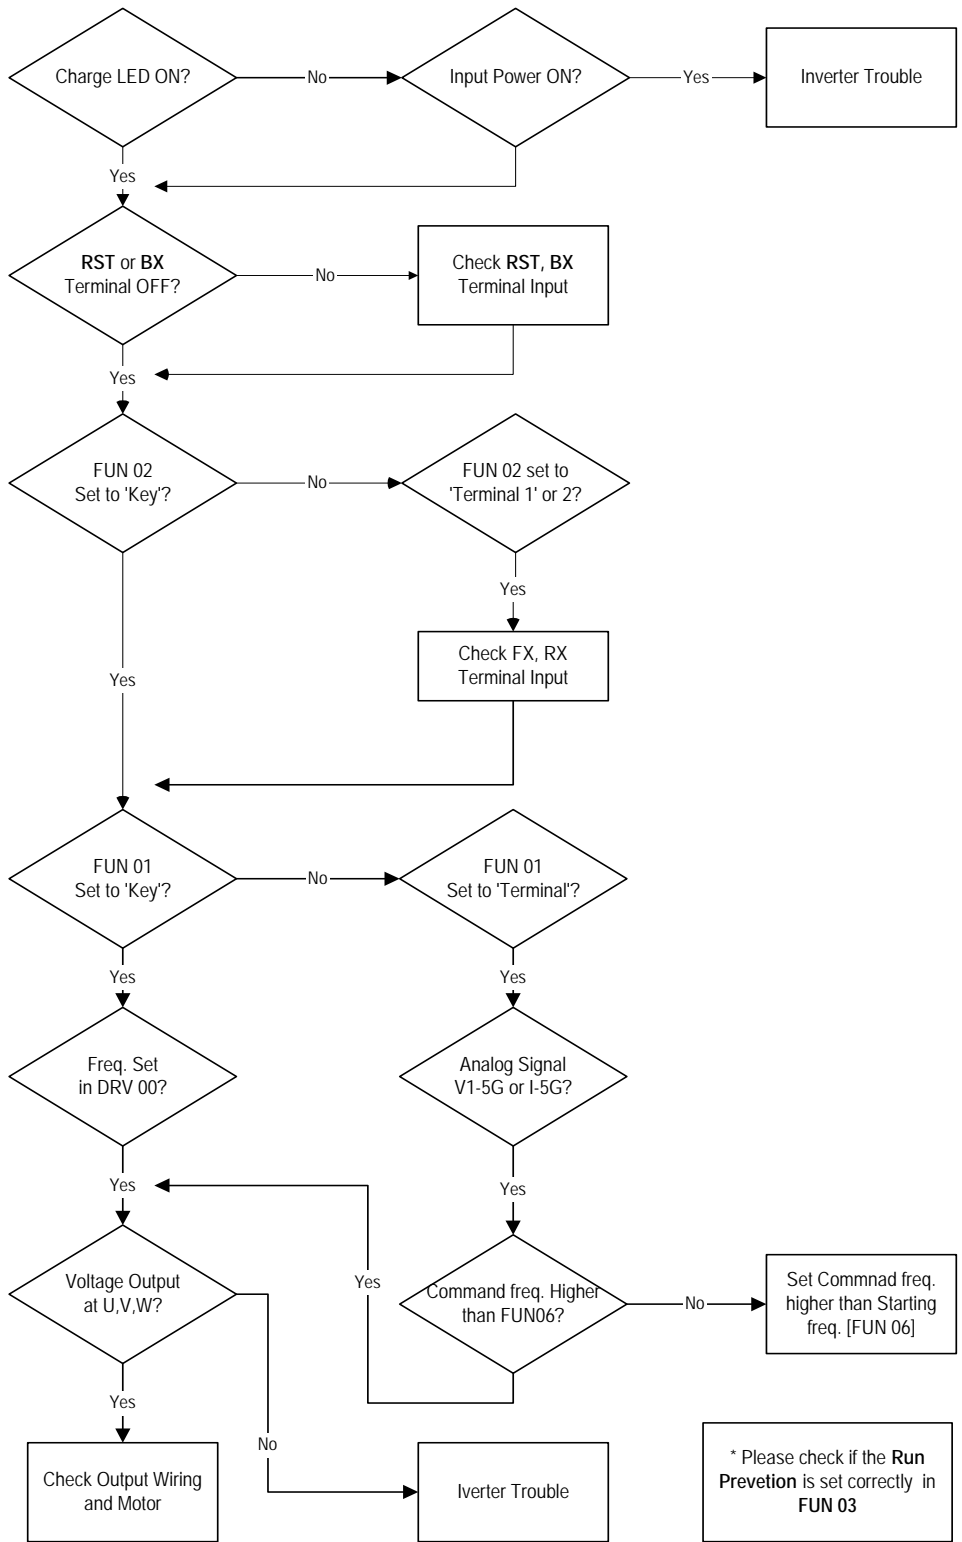 Charge LED ON?
No
Input Power ON?
Yes
Inverter Trouble
Yes
RST or BX
Terminal OFF?
No
Check RST, BX
Terminal Input
Yes
FUN 02
Set to 'Key'?
No
FUN 02 set to
'Terminal 1' or 2?
Yes
Check FX, RX
Terminal Input
Yes
FUN 01
Set to 'Key'?
No
FUN 01
Set to 'Terminal'?
Yes
Yes
Freq. Set
in DRV 00?
Analog Signal
V1-5G or I-5G?
Yes
Yes
Voltage Output
at U,V,W?
Yes
Command freq. Higher
than FUN06?
No
Set Commnad freq.
higher than Starting
freq. [FUN 06]
Yes
No
Check Output Wiring
and Motor
Iverter Trouble
* Please check if the Run
Prevetion is set correctly in
FUN 03